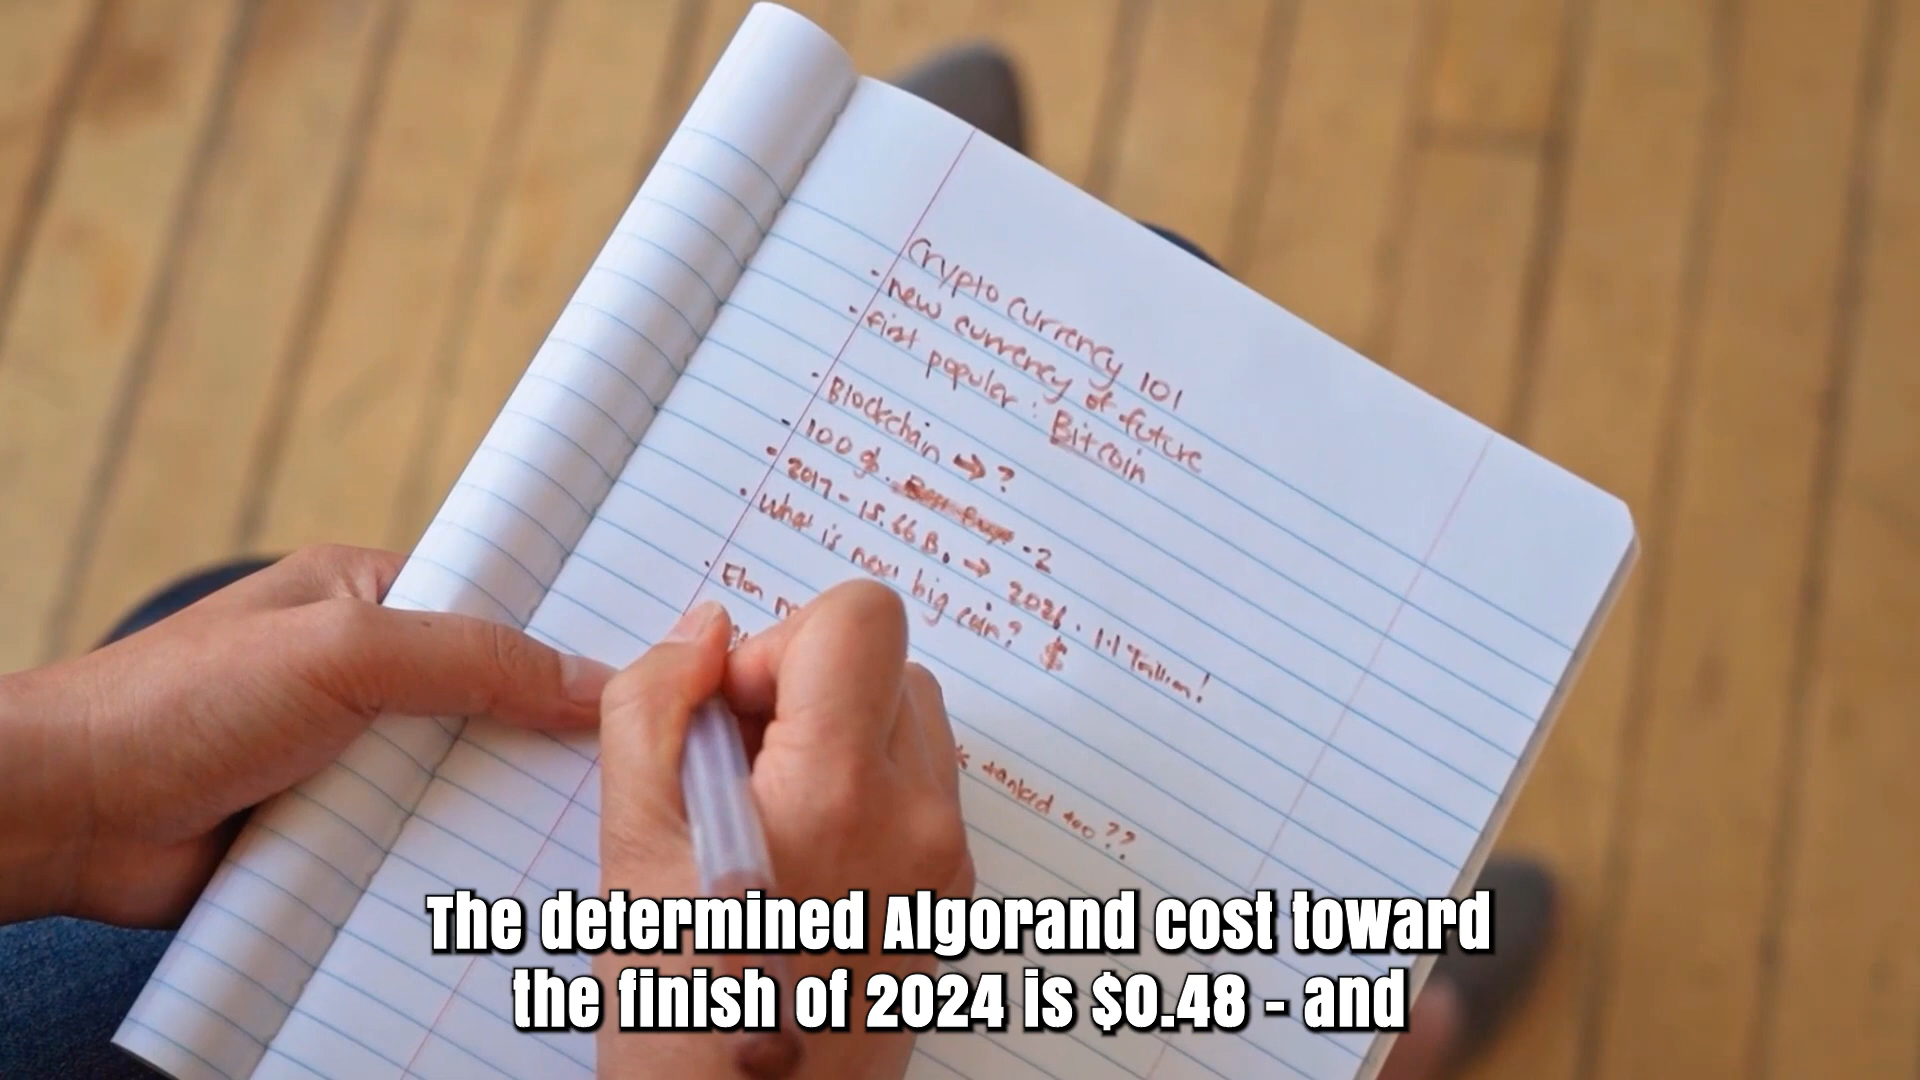 Crypto Currency 101
- new currency of future
- first popular : Bitcoin
- Blockchain → ?
- 100 $ . -2
- 2017 - 15.66 B. → 2021. 1.1 Trillion!
- What is next big coin? $
- Elon
tanked too ??
The determined Algorand cost toward
the finish of 2024 is $0.48 - and